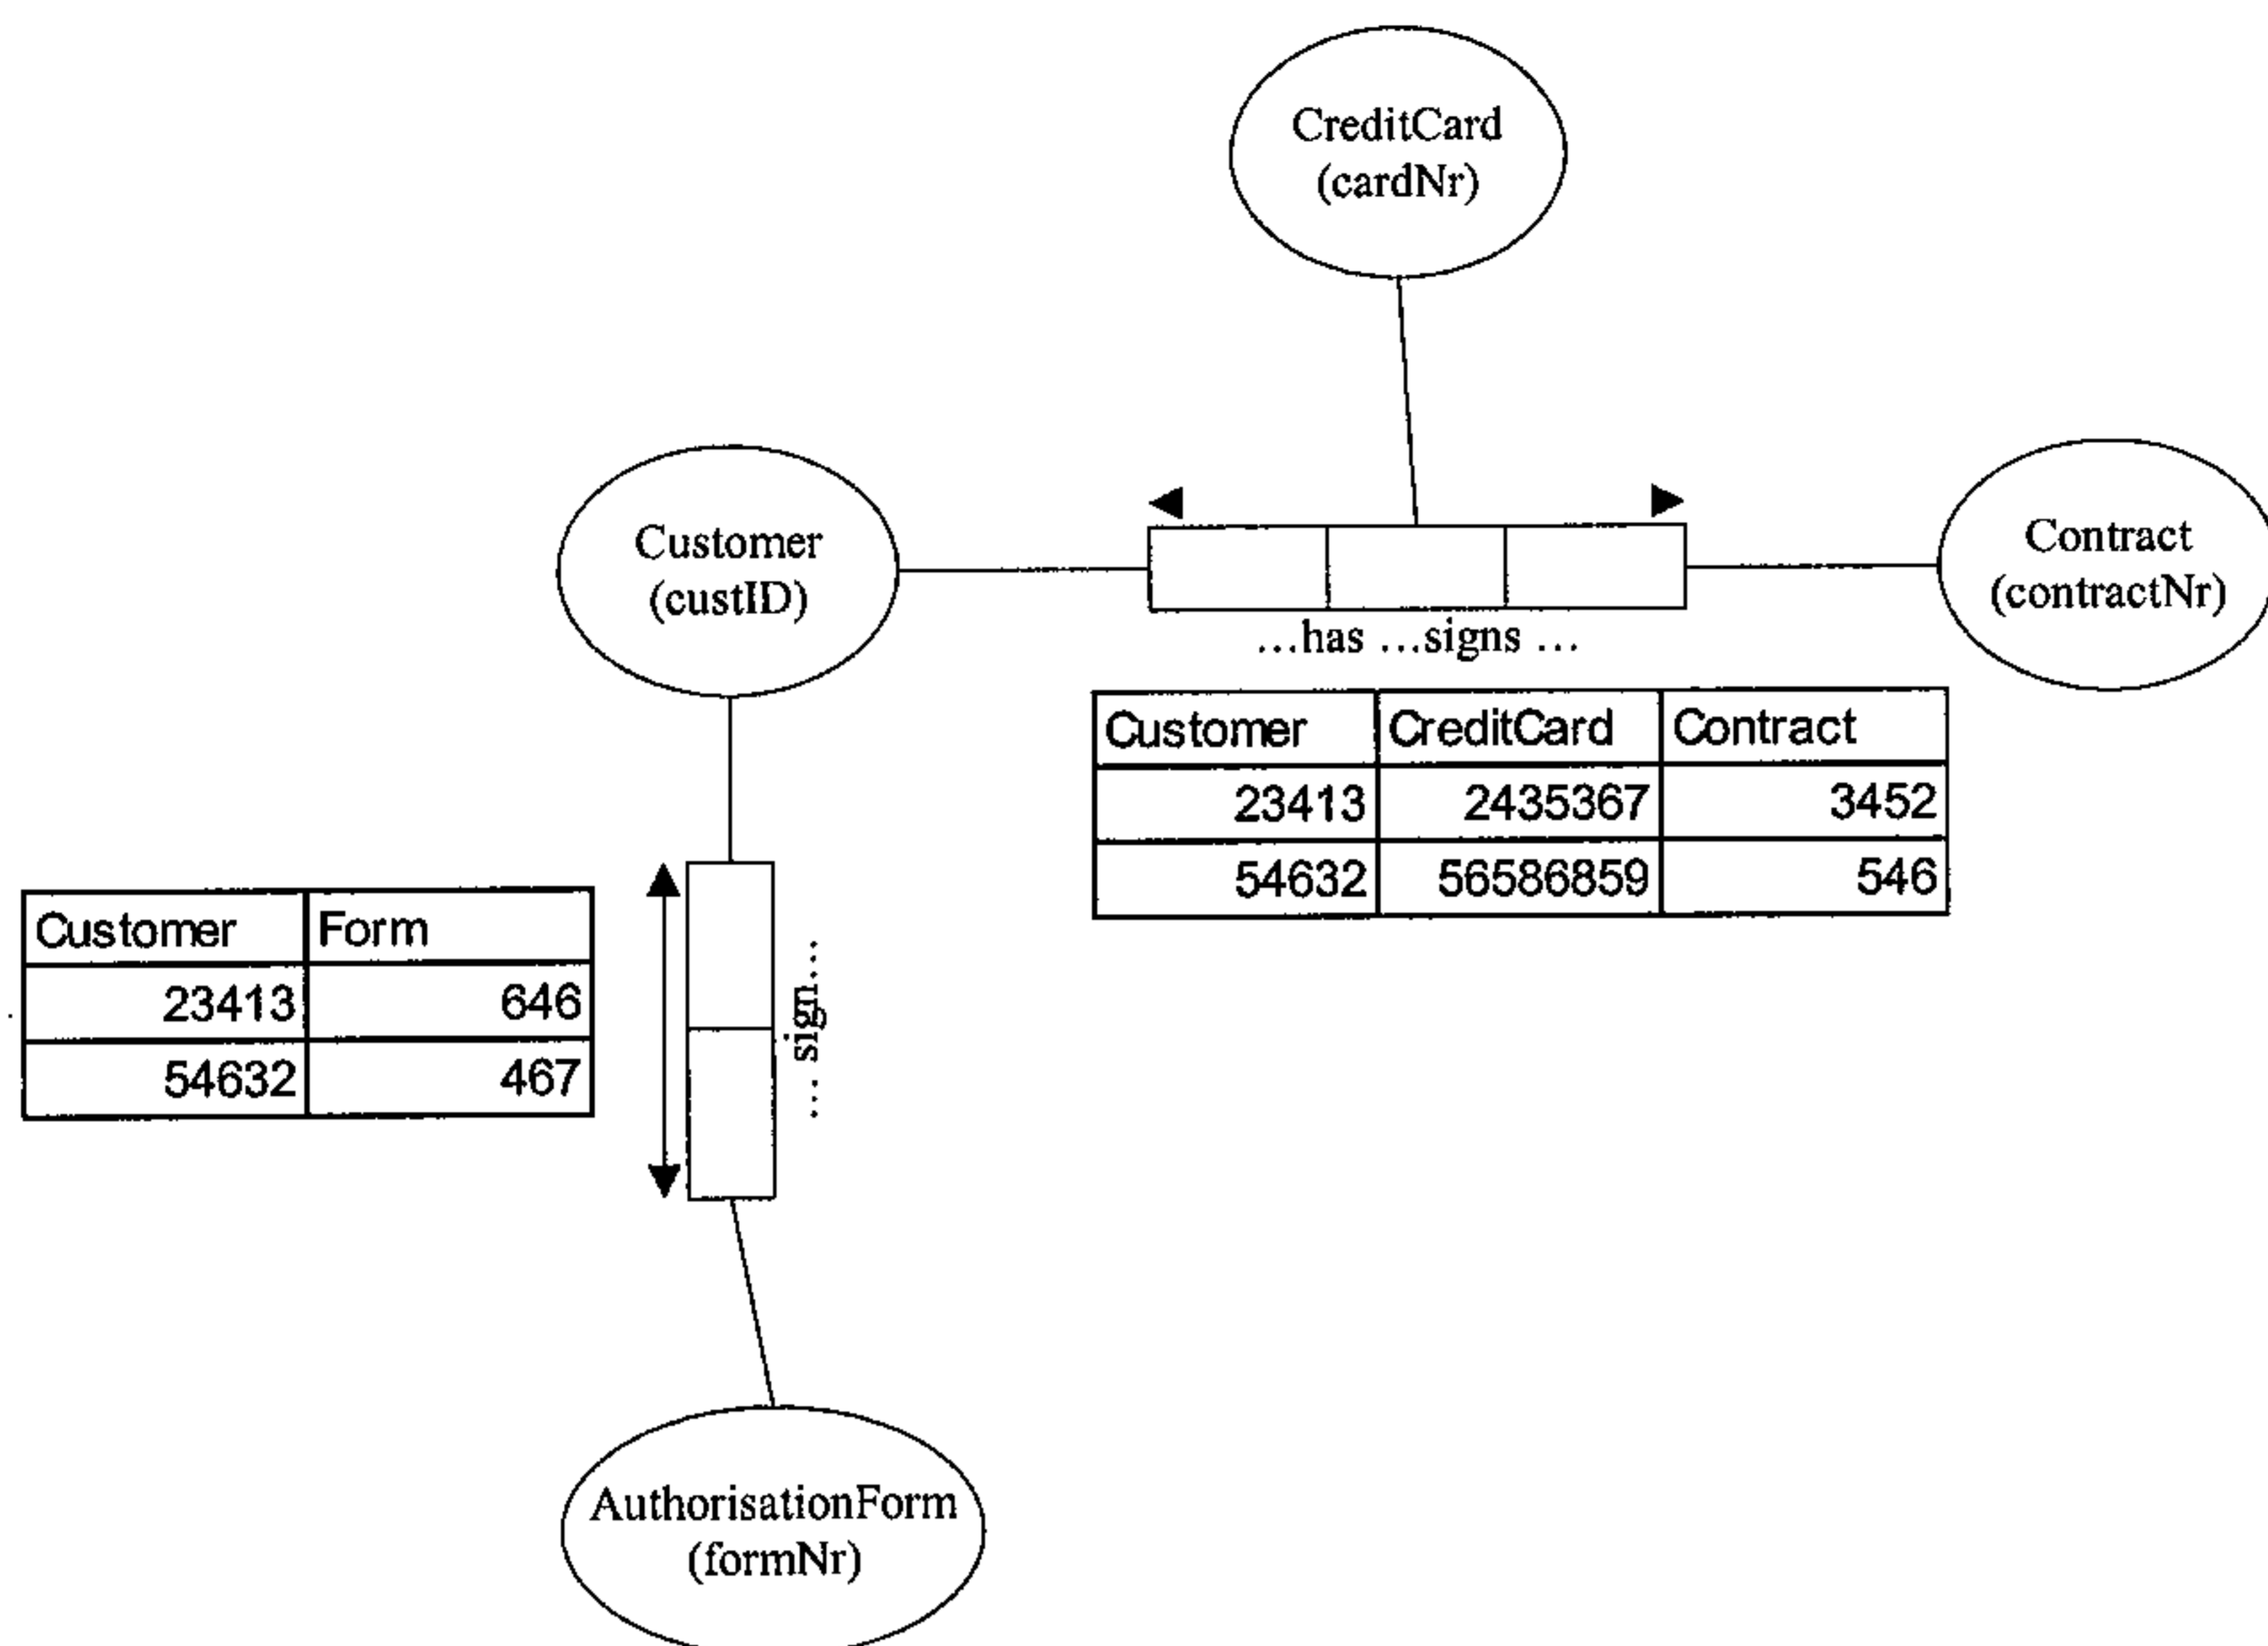 CreditCard
(cardNr)
Customer
(custID)
Contract
(contractNr)
...has ...signs ...
Customer CreditCard Contract
23413 2435367 3452
54632 56586859 546
Customer Form
23413 646
54632 467
... sign...
AuthorisationForm
(formNr)